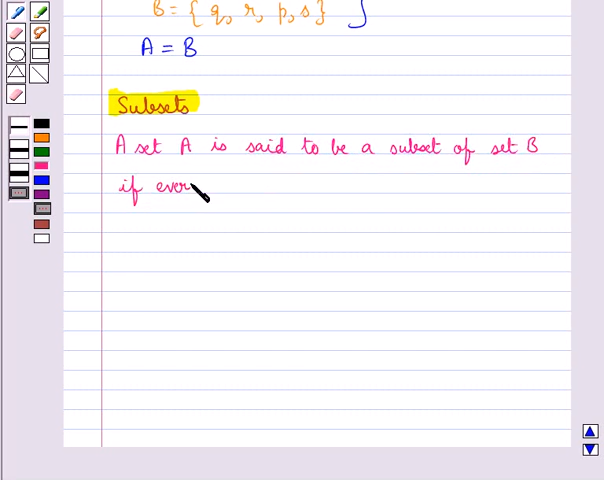 B = { q, r, p, s } }
A = B
Subsets
A set A is said to be a subset of set B
if ever